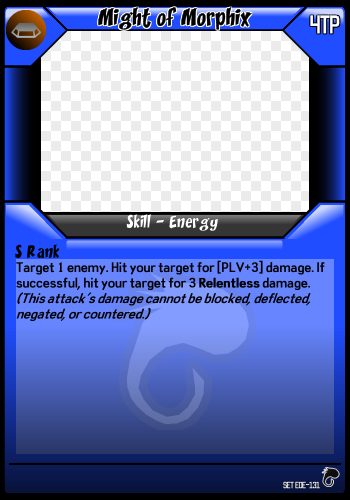 Might of Morphix
4TP
Skill - Energy
S Rank
Target 1 enemy. Hit your target for [PLV+3] damage. If
successful, hit your target for 3 Relentless damage.
(This attack's damage cannot be blocked, deflected,
negated, or countered.)
SET EDE-131